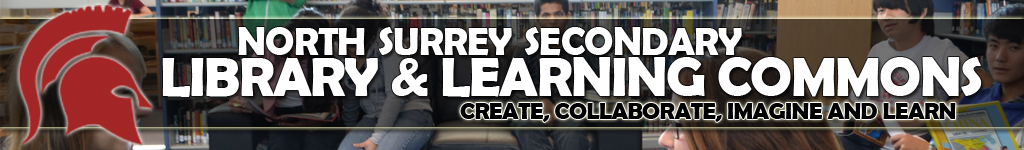 NORTH SURREY SECONDARY
LIBRARY & LEARNING COMMONS
CREATE, COLLABORATE, IMAGINE AND LEARN